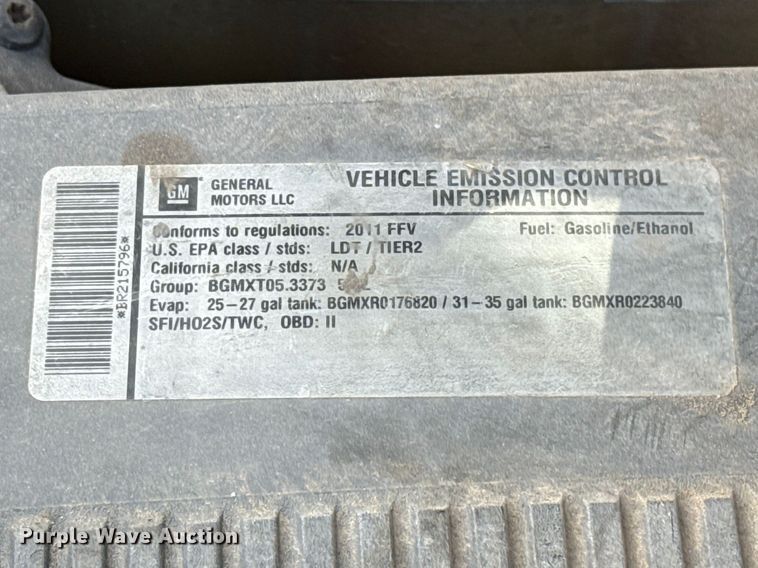 GM
GENERAL
MOTORS LLC
VEHICLE EMISSION CONTROL
INFORMATION
Conforms to regulations: 2011 FFV Fuel: Gasoline/Ethanol
U.S. EPA class / stds: LDT / TIER2
California class / stds: N/A
Group: BGMXT05.3373
Evap: 25-27 gal tank: BGMXR0176820 / 31-35 gal tank: BGMXR0223840
SFI/HO2S/TWC, OBD: II
*BR215796*
Purple Wave Auction